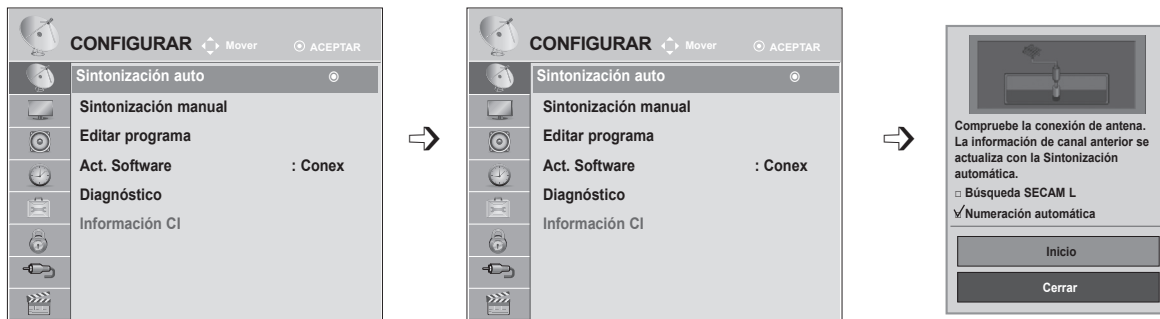 CONFIGURAR Mover ACEPTAR
Sintonización auto
Sintonización manual
Editar programa
Act. Software : Conex
Diagnóstico
Información CI
CONFIGURAR Mover ACEPTAR
Sintonización auto
Sintonización manual
Editar programa
Act. Software : Conex
Diagnóstico
Información CI
Compruebe la conexión de antena.
La información de canal anterior se
actualiza con la Sintonización
automática.
Búsqueda SECAM L
Numeración automática
Inicio
Cerrar